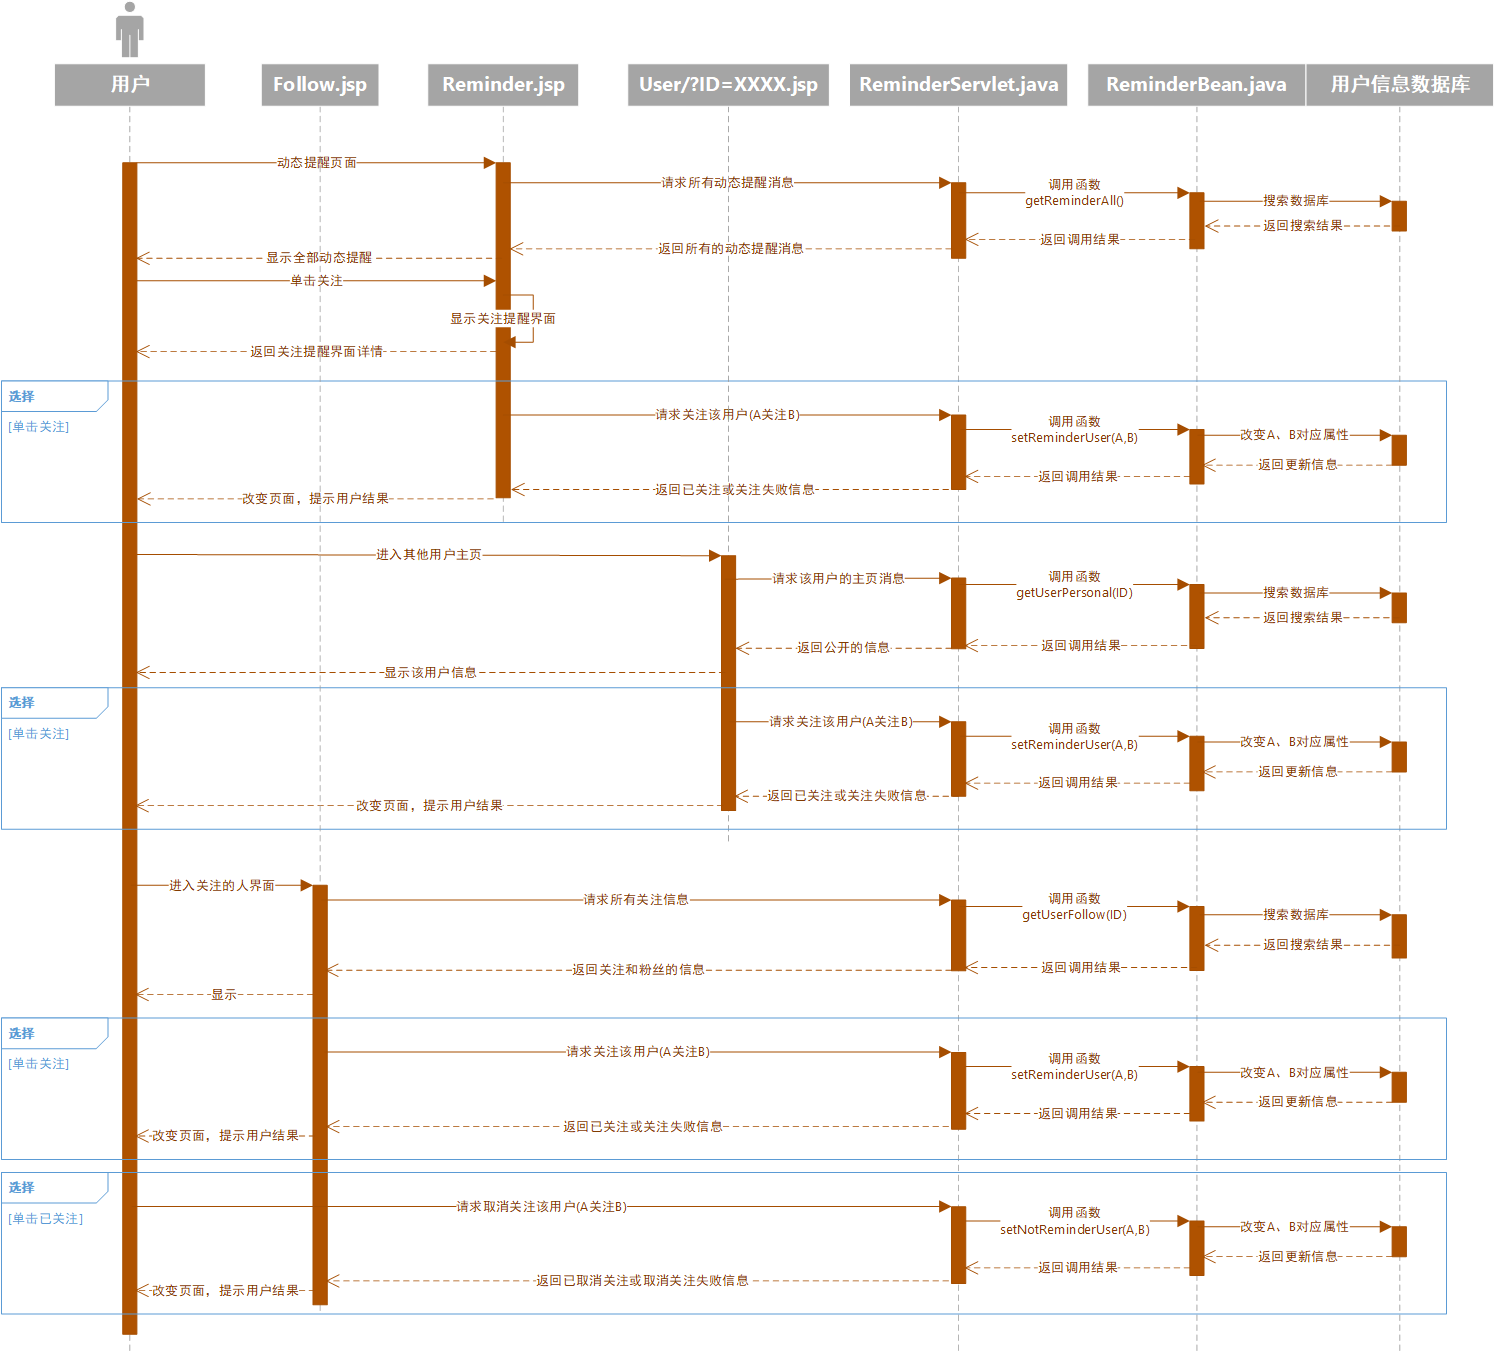 用户
Follow.jsp
Reminder.jsp
User/?ID=XXXX.jsp
ReminderServlet.java
ReminderBean.java
用户信息数据库
动态提醒页面
请求所有动态提醒消息
调用函数
getReminderAll()
搜索数据库
返回搜索结果
返回调用结果
返回所有的动态提醒消息
显示全部动态提醒
单击关注
显示关注提醒界面
返回关注提醒界面详情
选择
[单击关注]
请求关注该用户(A关注B)
调用函数
setReminderUser(A,B)
改变A、B对应属性
返回更新信息
返回调用结果
返回已关注或关注失败信息
改变页面，提示用户结果
进入其他用户主页
请求该用户的主页消息
调用函数
getUserPersonal(ID)
搜索数据库
返回搜索结果
返回调用结果
返回公开的信息
显示该用户信息
选择
[单击关注]
请求关注该用户(A关注B)
调用函数
setReminderUser(A,B)
改变A、B对应属性
返回更新信息
返回调用结果
返回已关注或关注失败信息
改变页面，提示用户结果
进入关注的人界面
请求所有关注信息
调用函数
getUserFollow(ID)
搜索数据库
返回搜索结果
返回调用结果
返回关注和粉丝的信息
显示
选择
[单击关注]
请求关注该用户(A关注B)
调用函数
setReminderUser(A,B)
改变A、B对应属性
返回更新信息
返回调用结果
返回已关注或关注失败信息
改变页面，提示用户结果
选择
[单击已关注]
请求取消关注该用户(A关注B)
调用函数
setNotReminderUser(A,B)
改变A、B对应属性
返回更新信息
返回调用结果
返回已取消关注或取消关注失败信息
改变页面，提示用户结果